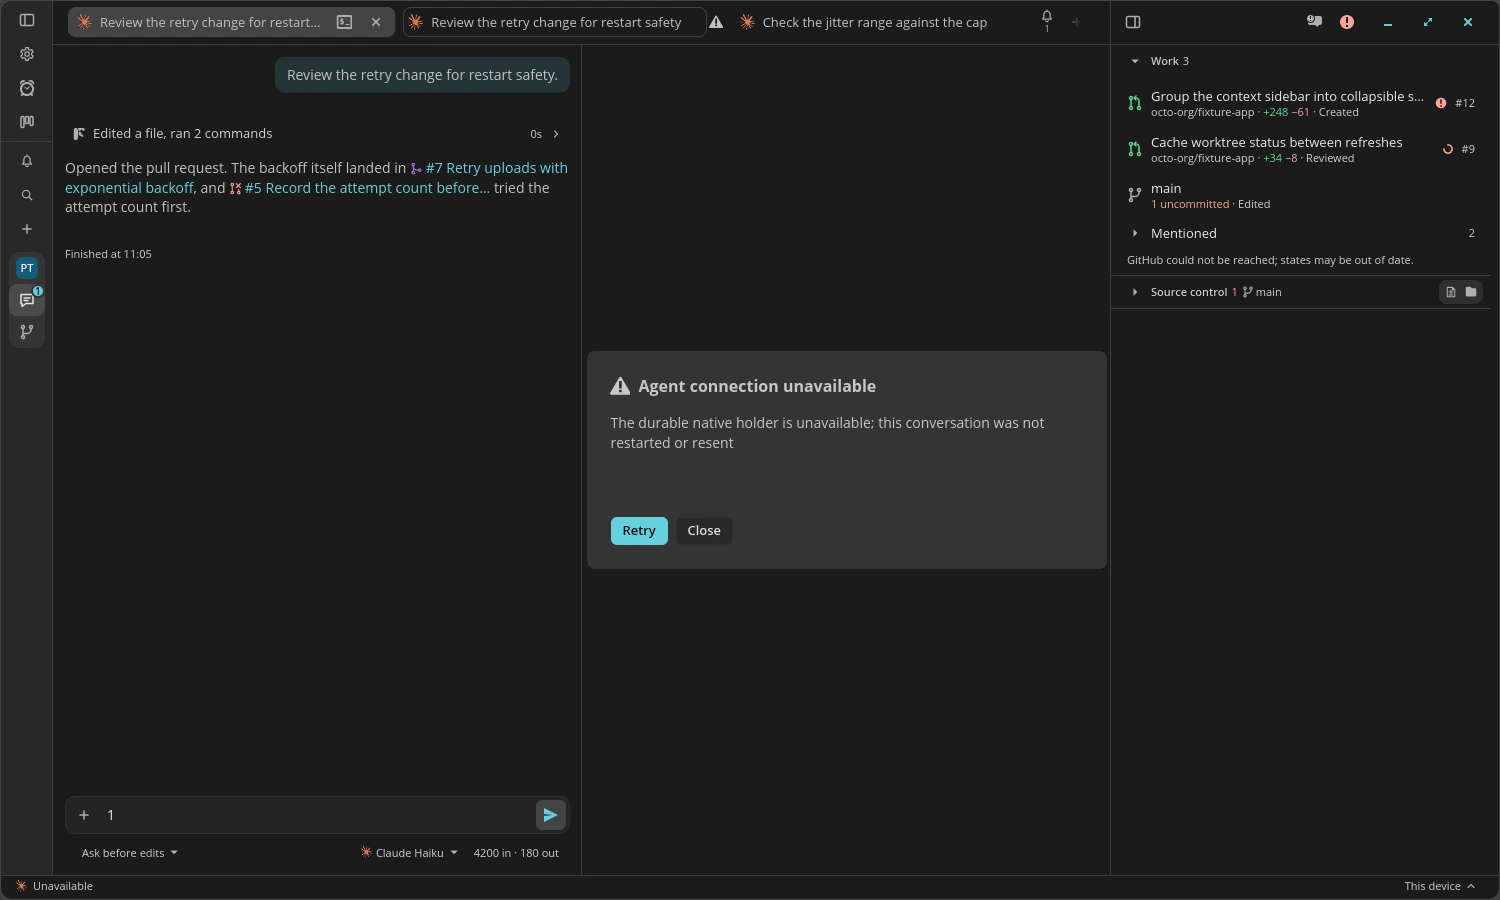 Review the retry change for restart...
Review the retry change for restart safety
Check the jitter range against the cap
1
Review the retry change for restart safety.
Edited a file, ran 2 commands
0s
Opened the pull request. The backoff itself landed in #7 Retry uploads with
exponential backoff, and #5 Record the attempt count before... tried the
attempt count first.
Finished at 11:05
1
Ask before edits
Claude Haiku
4200 in · 180 out
Agent connection unavailable
The durable native holder is unavailable; this conversation was not
restarted or resent
Retry
Close
Work 3
Group the context sidebar into collapsible s...
#12
octo-org/fixture-app · +248 −61 · Created
Cache worktree status between refreshes
#9
octo-org/fixture-app · +34 −8 · Reviewed
main
1 uncommitted · Edited
Mentioned
2
GitHub could not be reached; states may be out of date.
Source control 1 main
PT
1
Unavailable
This device